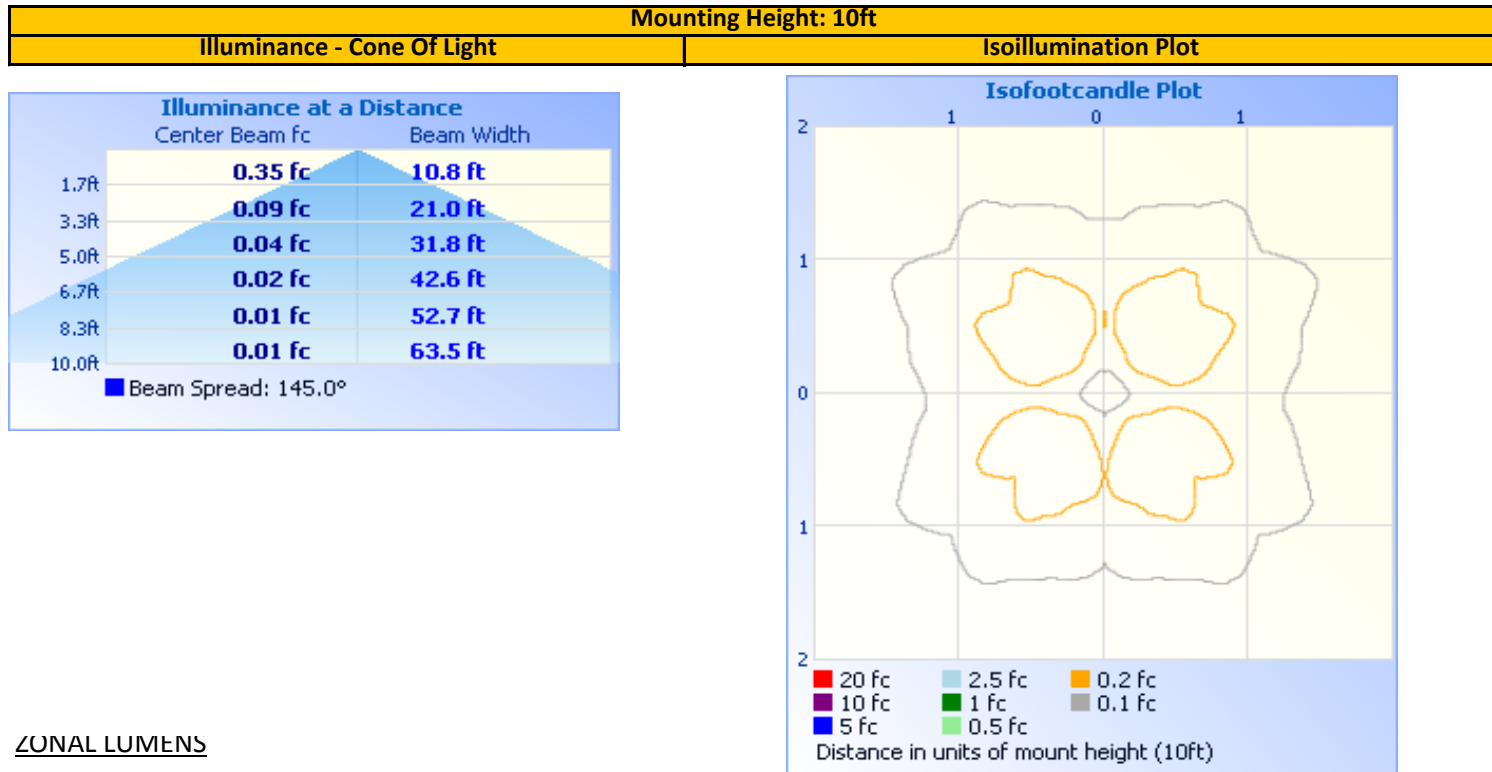 Mounting Height: 10ft
Illuminance - Cone Of Light
Isoillumination Plot
Illuminance at a Distance
Center Beam fc Beam Width
1.7ft 0.35 fc 10.8 ft
3.3ft 0.09 fc 21.0 ft
5.0ft 0.04 fc 31.8 ft
6.7ft 0.02 fc 42.6 ft
8.3ft 0.01 fc 52.7 ft
10.0ft 0.01 fc 63.5 ft
Beam Spread: 145.0°
Isofootcandle Plot
1 0 1
2
1
0
1
2
20 fc 2.5 fc 0.2 fc
10 fc 1 fc 0.1 fc
5 fc 0.5 fc
Distance in units of mount height (10ft)
ZONAL LUMENS